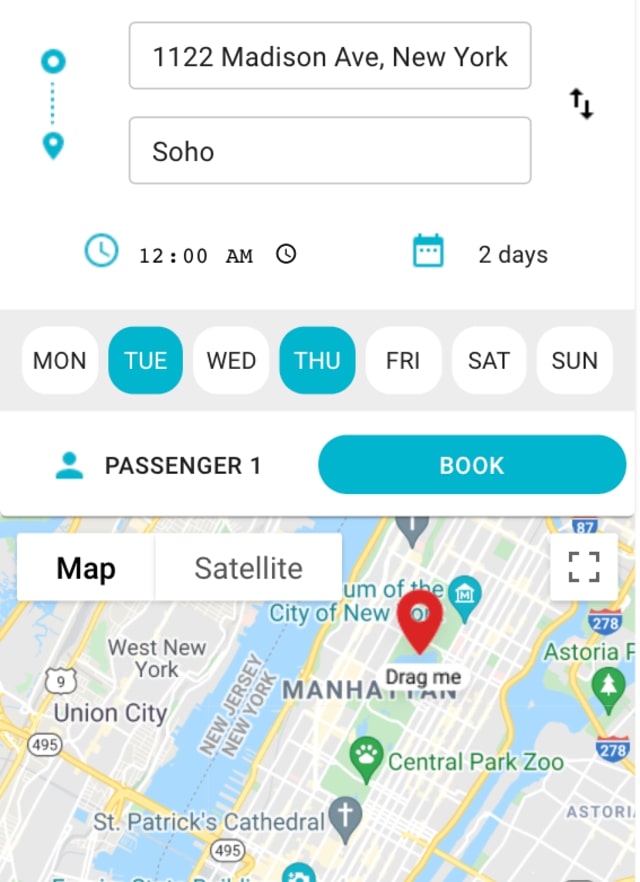 1122 Madison Ave, New York
Soho
12:00 AM
2 days
MON TUE WED THU FRI SAT SUN
PASSENGER 1
BOOK
87
Map Satellite
um of the
City of New
278
West New
York
Astoria
Drag me
9
MANHATTAN
NEW JERSEY
NEW YORK
Union City
495
278
Central Park Zoo
ASTORI
St. Patrick's Cathedral
495